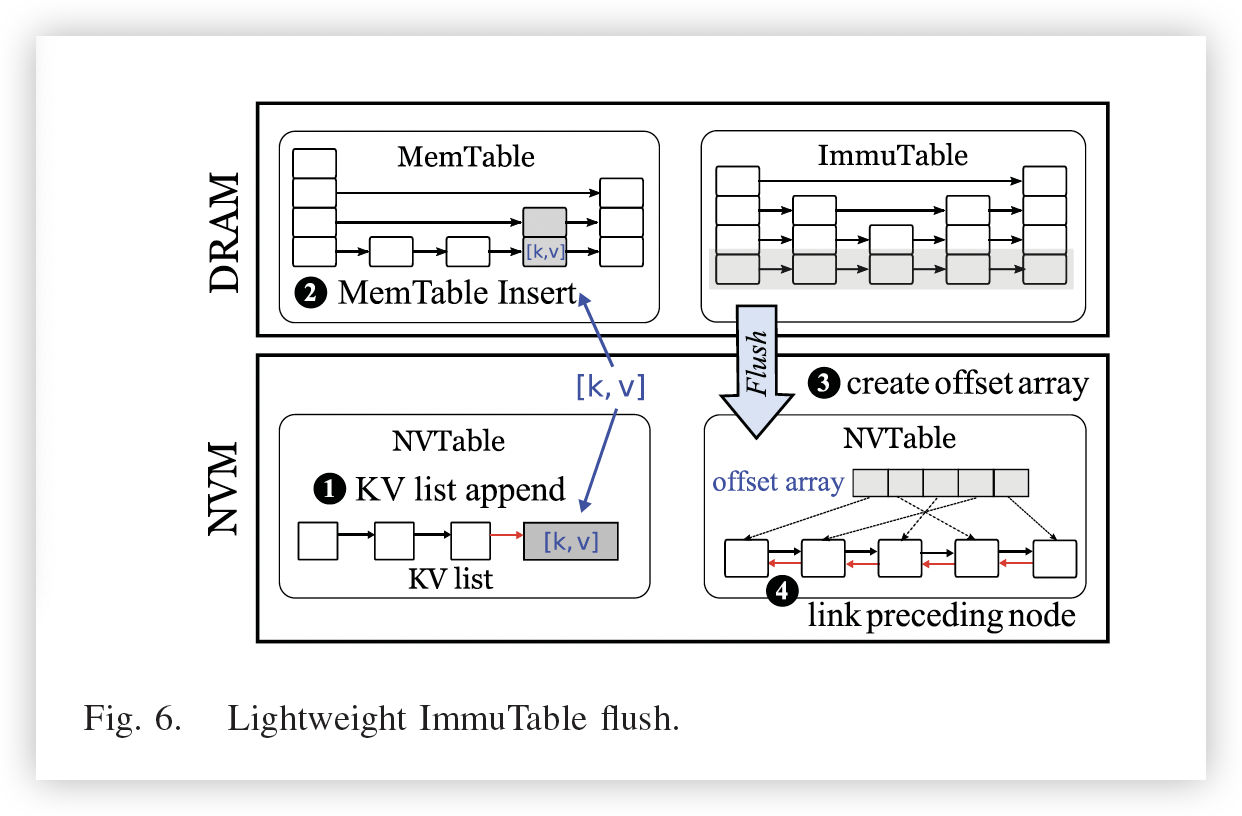 DRAM
MemTable
[k,v]
❷ MemTable Insert
ImmuTable
Flush
[k, v]
NVM
NVTable
❶ KV list append
[k,v]
KV list
❸ create offset array
NVTable
offset array
❹
link preceding node
Fig. 6. Lightweight ImmuTable flush.